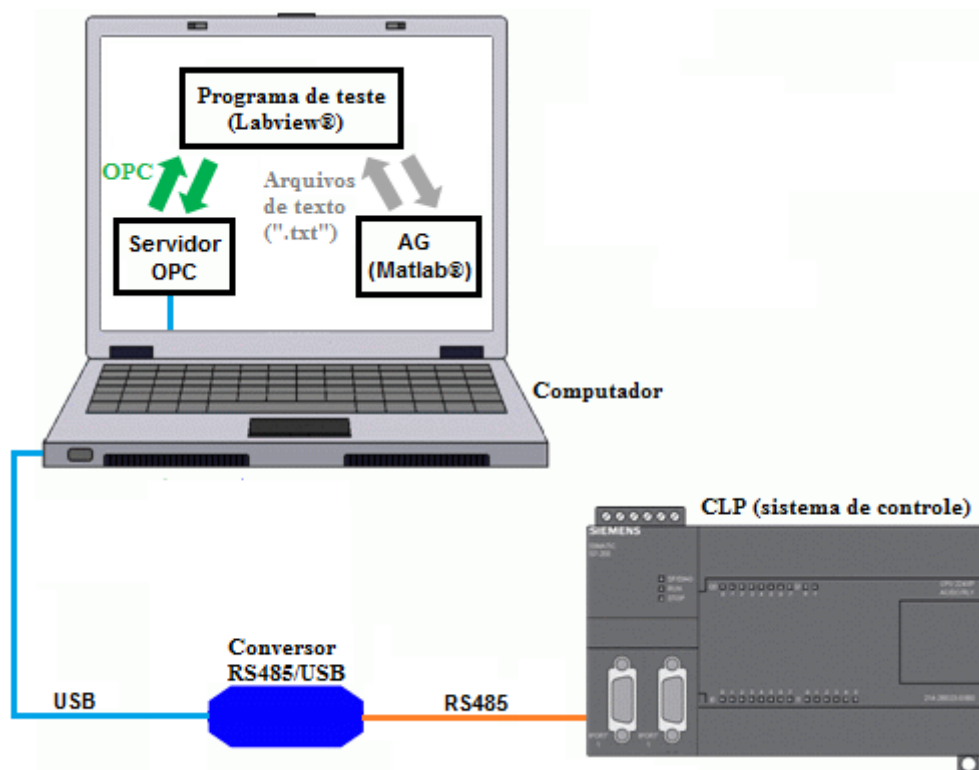 Programa de teste
(Labview®)
OPC
Arquivos
de texto
(".txt")
Servidor
OPC
AG
(Matlab®)
Computador
CLP (sistema de controle)
SIEMENS
Conversor
RS485/USB
USB
RS485